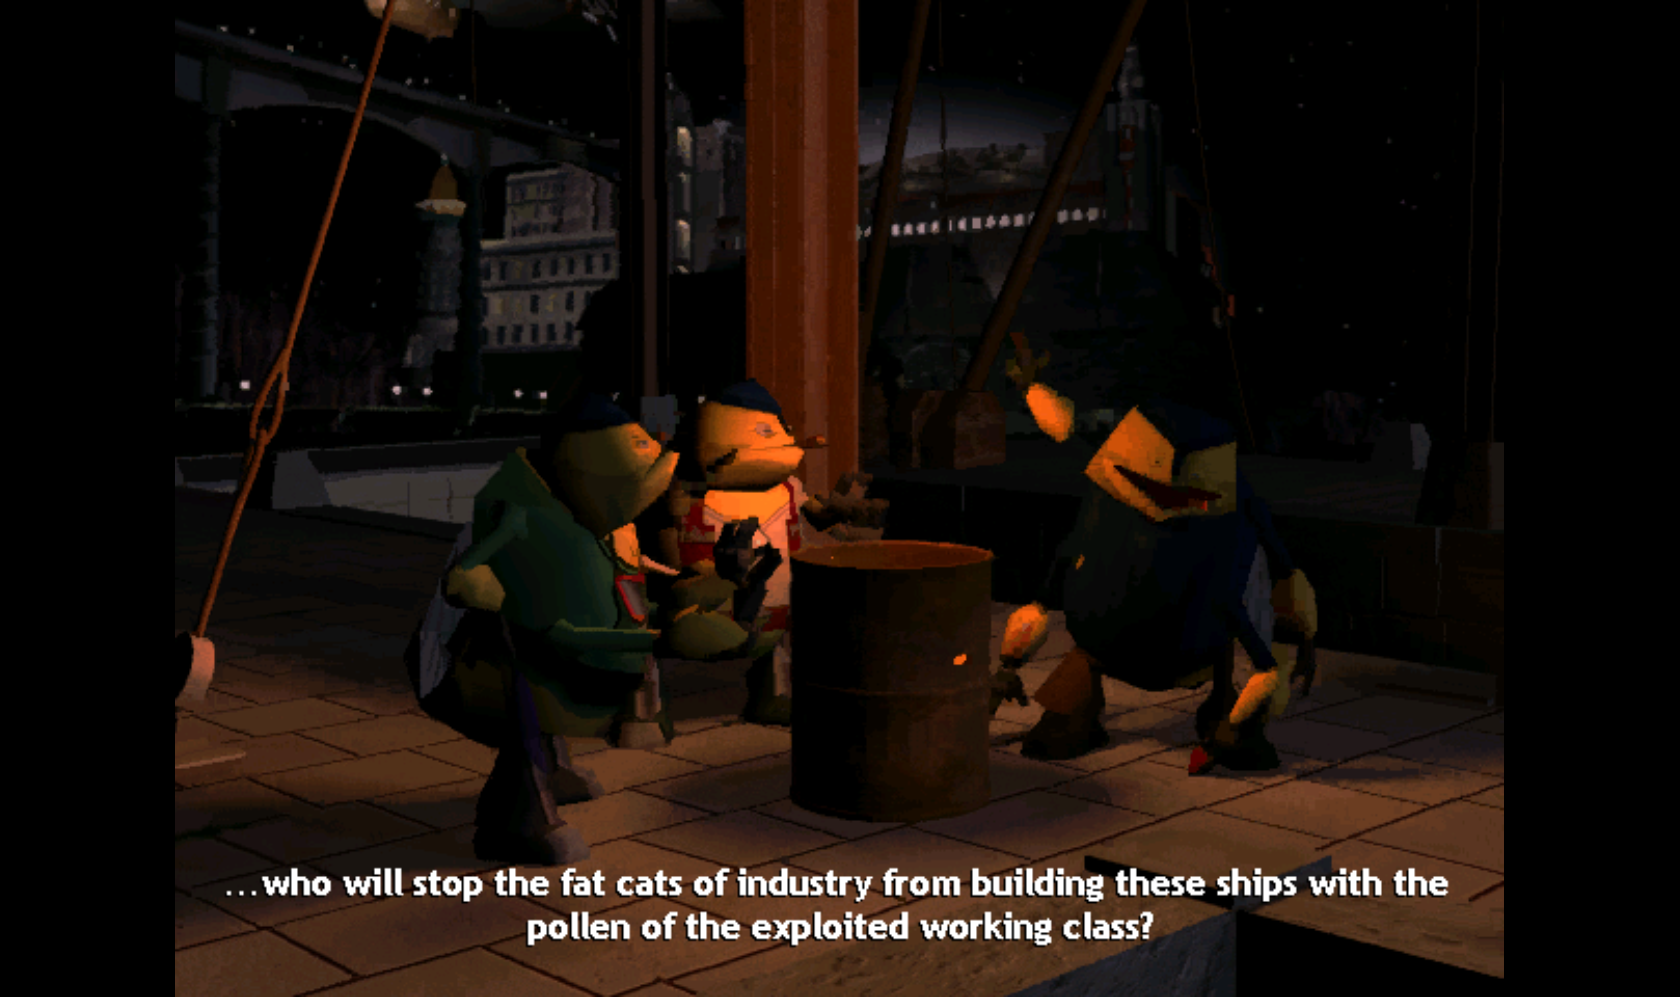 ...who will stop the fat cats of industry from building these ships with the
pollen of the exploited working class?